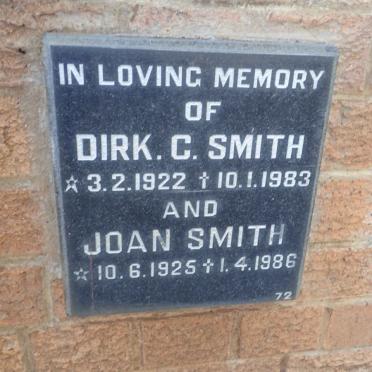 IN LOVING MEMORY
OF
DIRK. C. SMITH
☆ 3.2.1922 † 10.1.1983
AND
JOAN SMITH
☆ 10.6.1925 † 1.4.1986
72